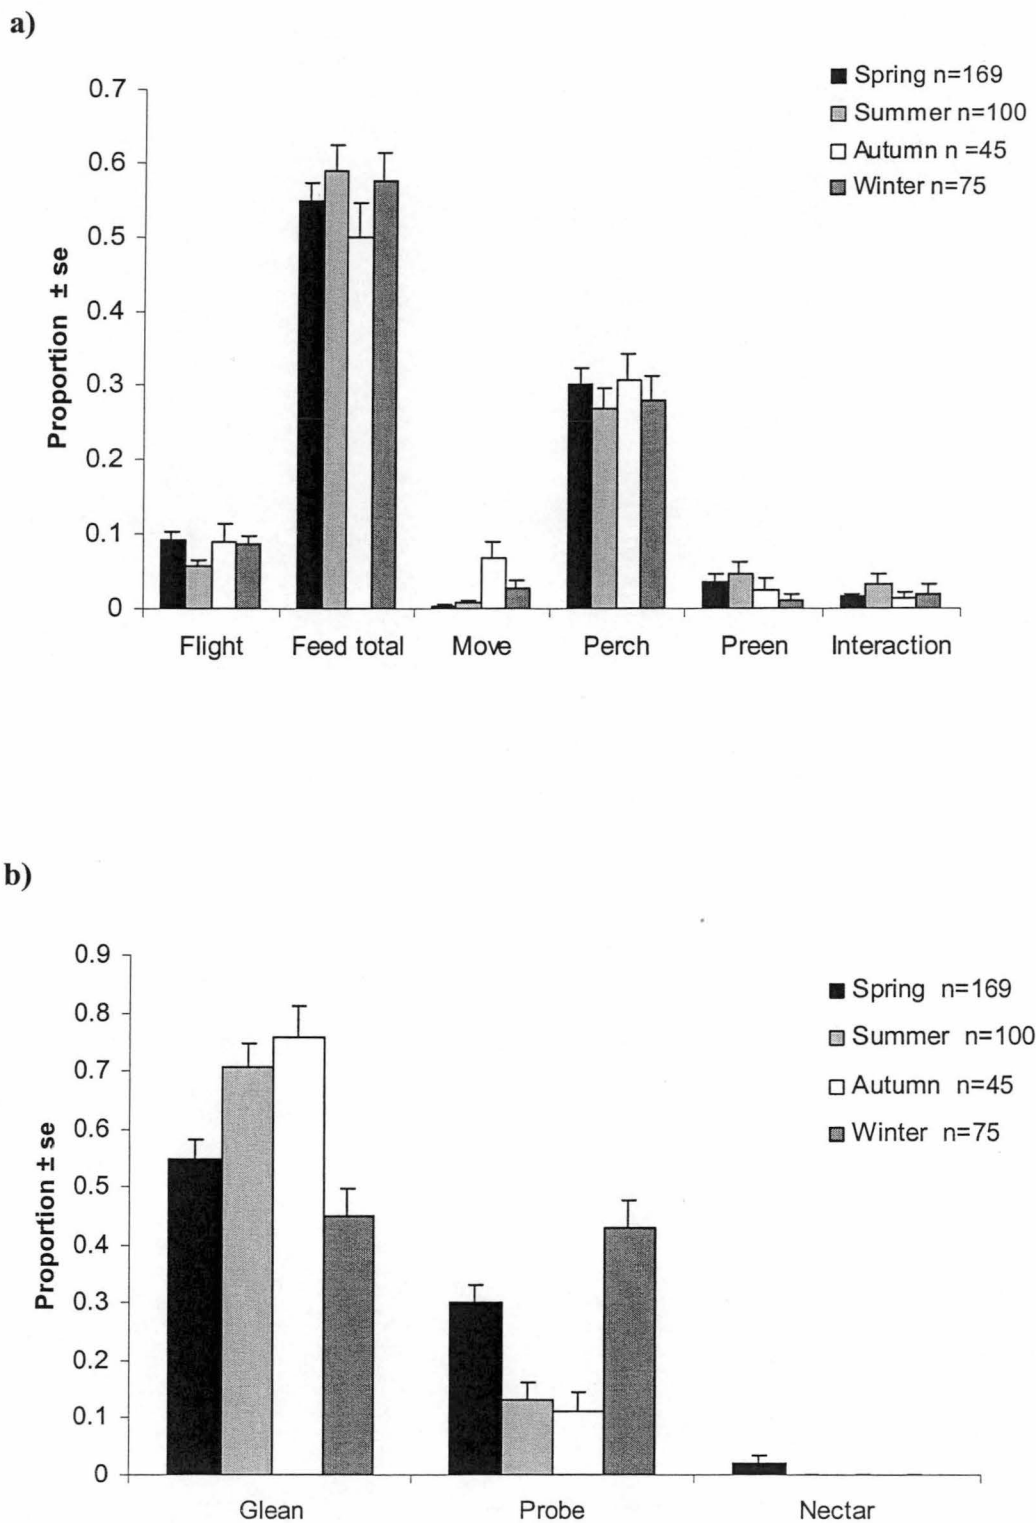 a)
Spring n=169
Summer n=100
Autumn n =45
Winter n=75
Proportion ± se
0.7
0.6
0.5
0.4
0.3
0.2
0.1
0
Flight Feed total Move Perch Preen Interaction
b)
Spring n=169
Summer n=100
Autumn n=45
Winter n=75
Proportion ± se
0.9
0.8
0.7
0.6
0.5
0.4
0.3
0.2
0.1
0
Glean Probe Nectar